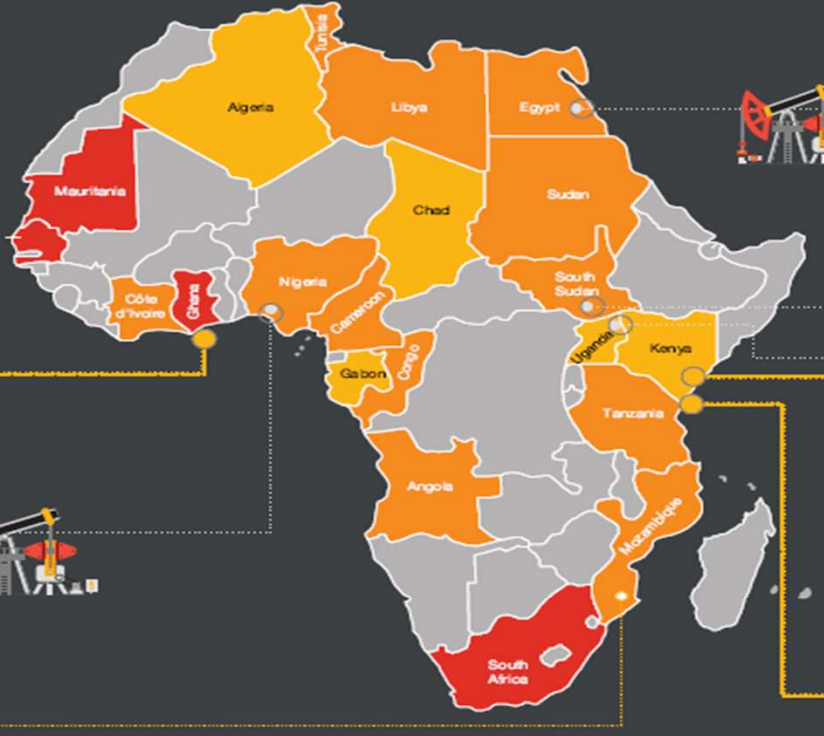 Tunisia
Algeria
Libya
Egypt
Mauritania
Chad
Sudan
Nigeria
South
Sudan
Côte
d'Ivoire
Ghana
Cameroon
Uganda
Kenya
Gabon
Congo
Tanzania
Angola
Mozambique
South
Africa